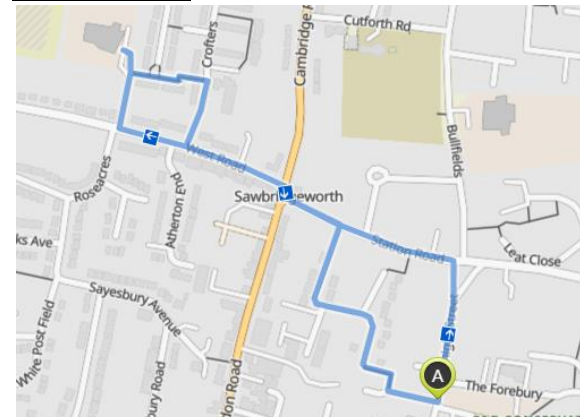 Cutforth Rd
Crofters
Cambridge
Bullfields
West Road
Roseacres
Atherton End
Sawbridgeworth
Station Road
Leat Close
ks Ave
Sayesbury Avenue
White Post Field
Street
A
The Forebury
bury Road
don Road